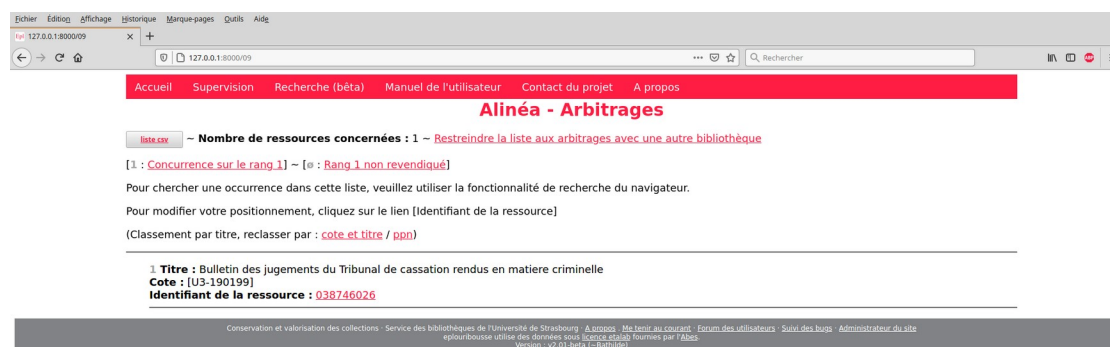 Fichier Édition Affichage Historique Marque-pages Outils Aide
Epl 127.0.0.1:8000/09 × +
127.0.0.1:8000/09 ··· Rechercher ABP
Accueil Supervision Recherche (bêta) Manuel de l'utilisateur Contact du projet A propos
Alinéa - Arbitrages
liste csv ~ Nombre de ressources concernées : 1 ~ Restreindre la liste aux arbitrages avec une autre bibliothèque
[1 : Concurrence sur le rang 1] ~ [ø : Rang 1 non revendiqué]
Pour chercher une occurrence dans cette liste, veuillez utiliser la fonctionnalité de recherche du navigateur.
Pour modifier votre positionnement, cliquez sur le lien [Identifiant de la ressource]
(Classement par titre, reclasser par : cote et titre / ppn)
1 Titre : Bulletin des jugements du Tribunal de cassation rendus en matiere criminelle
Cote : [U3-190199]
Identifiant de la ressource : 038746026
Conservation et valorisation des collections · Service des bibliothèques de l'Université de Strasbourg · A propos · Me tenir au courant · Forum des utilisateurs · Suivi des bugs · Administrateur du site
eplouribousse utilise des données sous licence etalab fournies par l'Abes.
Version : v2.01-beta (~Bathilde)